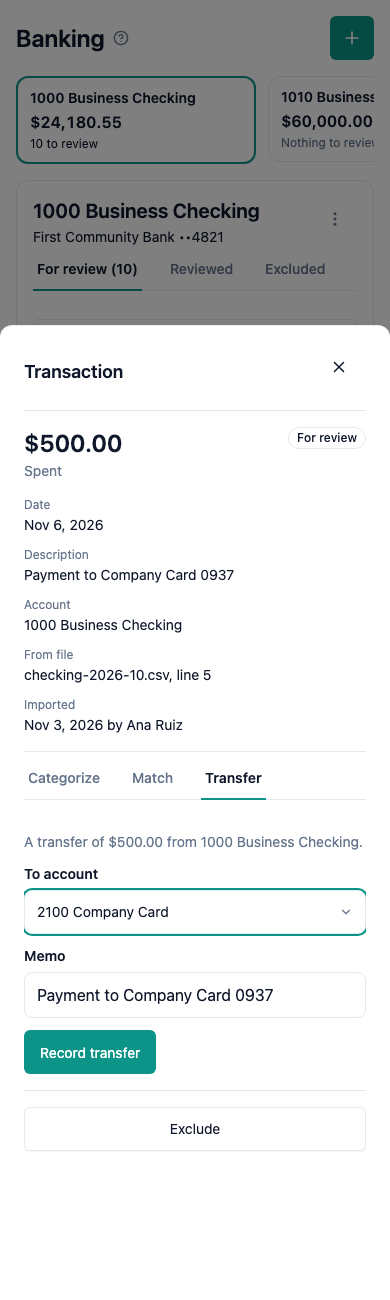 Banking
1000 Business Checking
$24,180.55
10 to review
1010 Business
$60,000.00
Nothing to review
1000 Business Checking
First Community Bank ••4821
For review (10)
Reviewed
Excluded
Transaction
$500.00
For review
Spent
Date
Nov 6, 2026
Description
Payment to Company Card 0937
Account
1000 Business Checking
From file
checking-2026-10.csv, line 5
Imported
Nov 3, 2026 by Ana Ruiz
Categorize
Match
Transfer
A transfer of $500.00 from 1000 Business Checking.
To account
2100 Company Card
Memo
Payment to Company Card 0937
Record transfer
Exclude